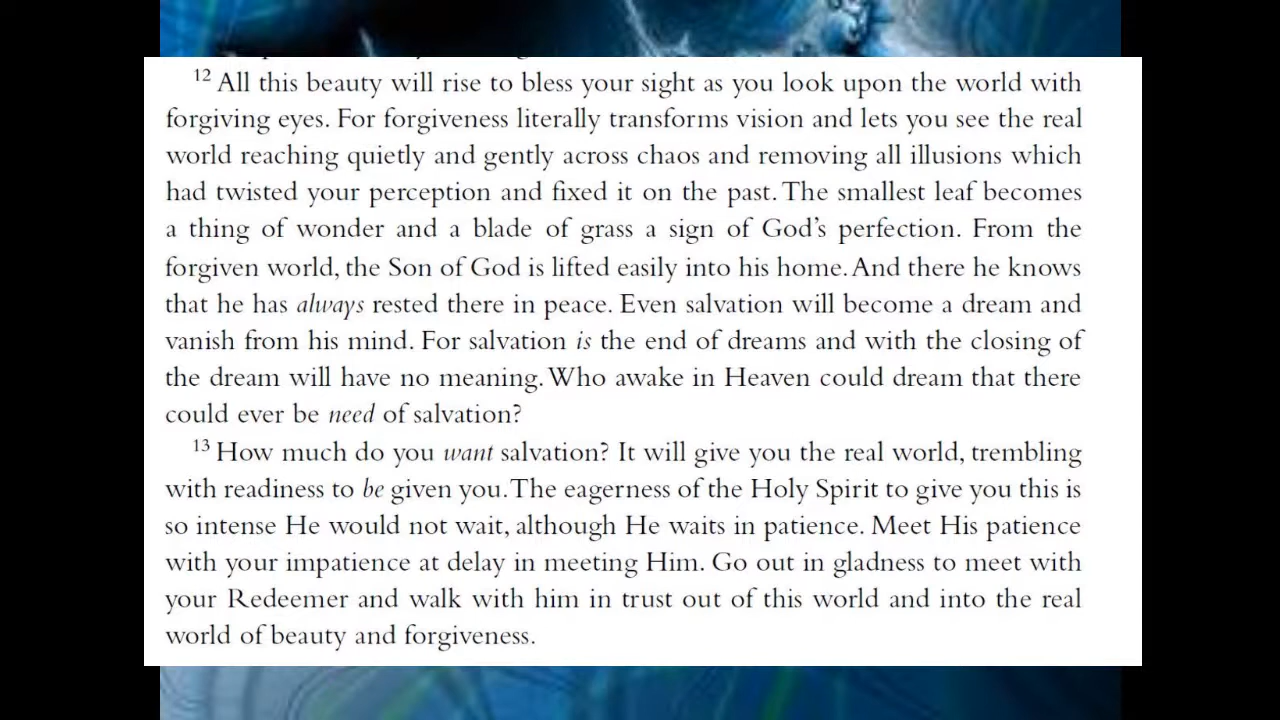 12 All this beauty will rise to bless your sight as you look upon the world with
forgiving eyes. For forgiveness literally transforms vision and lets you see the real
world reaching quietly and gently across chaos and removing all illusions which
had twisted your perception and fixed it on the past. The smallest leaf becomes
a thing of wonder and a blade of grass a sign of God’s perfection. From the
forgiven world, the Son of God is lifted easily into his home. And there he knows
that he has always rested there in peace. Even salvation will become a dream and
vanish from his mind. For salvation is the end of dreams and with the closing of
the dream will have no meaning. Who awake in Heaven could dream that there
could ever be need of salvation?
13 How much do you want salvation? It will give you the real world, trembling
with readiness to be given you. The eagerness of the Holy Spirit to give you this is
so intense He would not wait, although He waits in patience. Meet His patience
with your impatience at delay in meeting Him. Go out in gladness to meet with
your Redeemer and walk with him in trust out of this world and into the real
world of beauty and forgiveness.